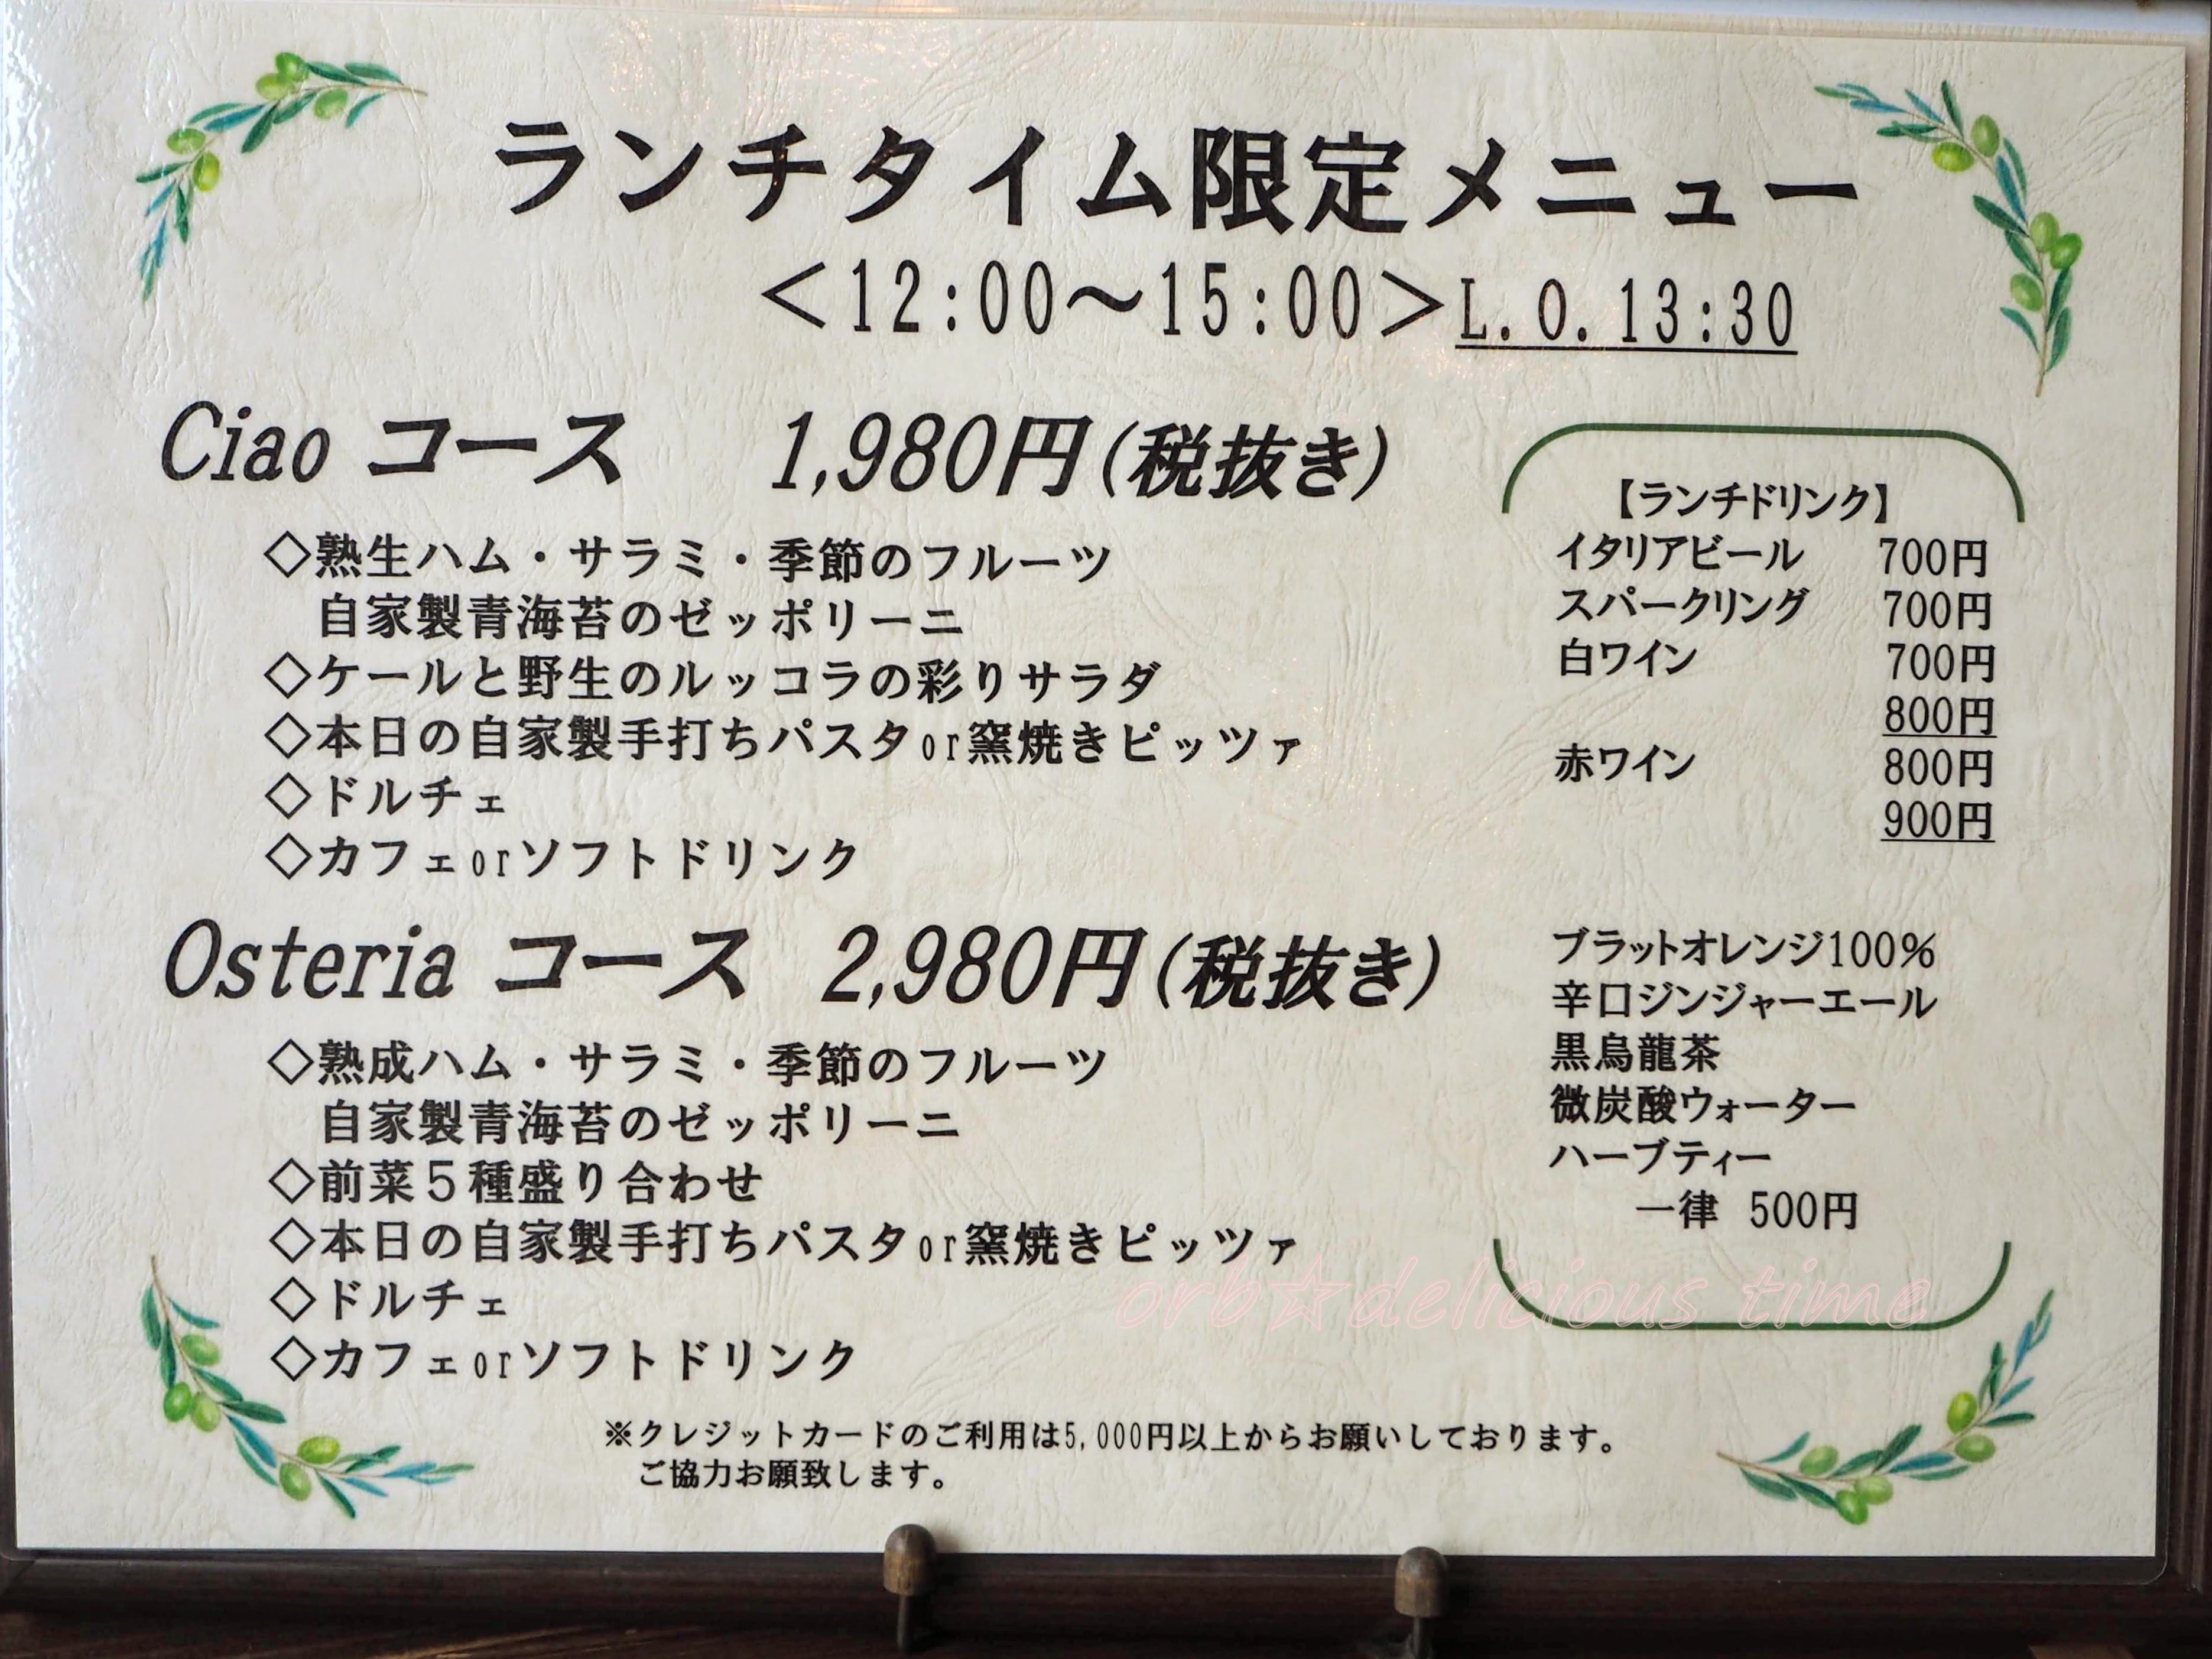 ランチタイム限定メニュー
<12:00～15:00>L.O.13:30
Ciao コース 1,980円(税抜き)
◇熟生ハム・サラミ・季節のフルーツ
自家製青海苔のゼッポリーニ
◇ケールと野生のルッコラの彩りサラダ
◇本日の自家製手打ちパスタor窯焼きピッツァ
◇ドルチェ
◇カフェorソフトドリンク
Osteria コース 2,980円(税抜き)
◇熟成ハム・サラミ・季節のフルーツ
自家製青海苔のゼッポリーニ
◇前菜５種盛り合わせ
◇本日の自家製手打ちパスタor窯焼きピッツァ
◇ドルチェ
◇カフェorソフトドリンク
【ランチドリンク】
イタリアビール 700円
スパークリング 700円
白ワイン 700円
800円
赤ワイン 800円
900円
ブラットオレンジ100%
辛口ジンジャーエール
黒烏龍茶
微炭酸ウォーター
ハーブティー
一律 500円
orb☆delicious time
※クレジットカードのご利用は5,000円以上からお願いしております。
ご協力お願致します。